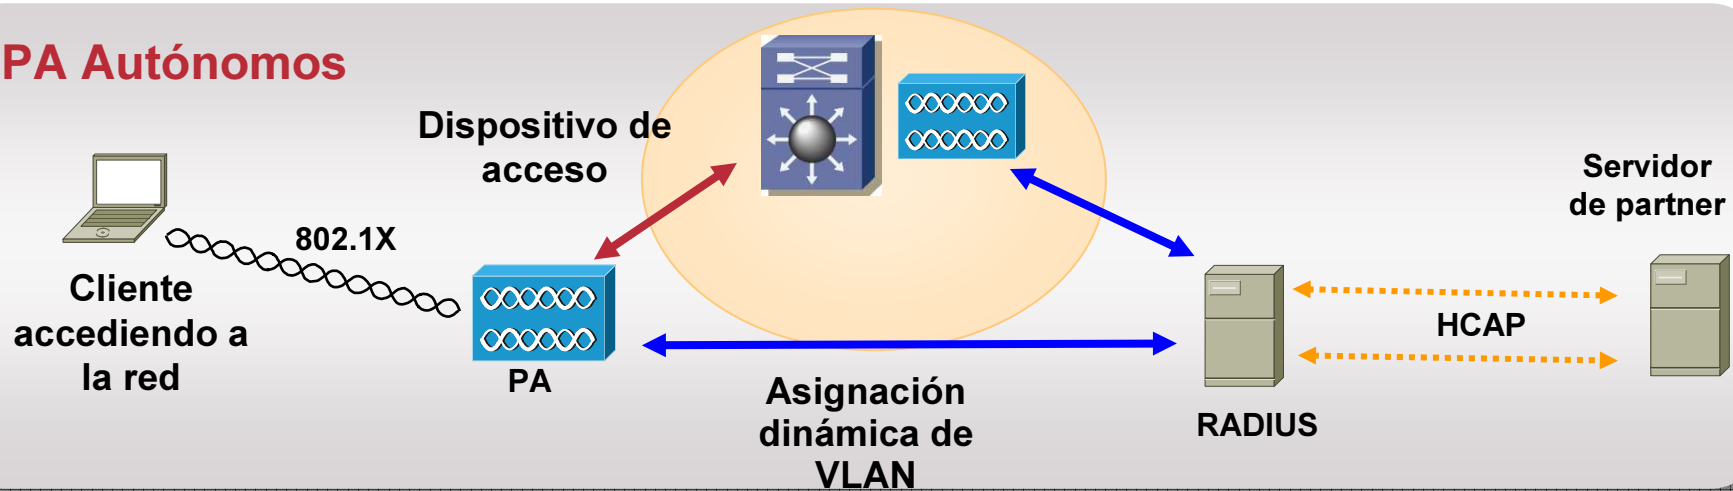 PA Autónomos
Dispositivo de
acceso
Servidor
de partner
802.1X
Cliente
accediendo a
la red
PA
HCAP
Asignación
dinámica de
VLAN
RADIUS